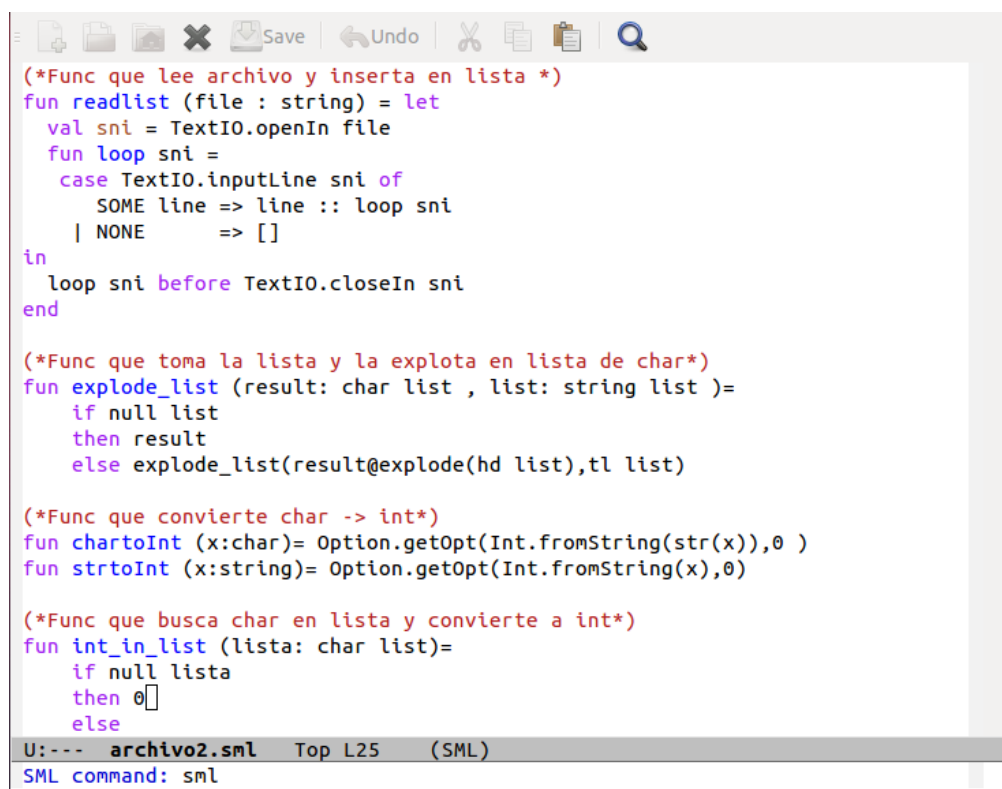 Save Undo
(*Func que lee archivo y inserta en lista *)
fun readlist (file : string) = let
  val sni = TextIO.openIn file
  fun loop sni =
   case TextIO.inputLine sni of
      SOME line => line :: loop sni
    | NONE      => []
in
  loop sni before TextIO.closeIn sni
end

(*Func que toma la lista y la explota en lista de char*)
fun explode_list (result: char list , list: string list )=
    if null list
    then result
    else explode_list(result@explode(hd list),tl list)

(*Func que convierte char -> int*)
fun chartoInt (x:char)= Option.getOpt(Int.fromString(str(x)),0 )
fun strtoInt (x:string)= Option.getOpt(Int.fromString(x),0)

(*Func que busca char en lista y convierte a int*)
fun int_in_list (lista: char list)=
    if null lista
    then 0
    else
U:---  archivo2.sml   Top L25    (SML)
SML command: sml